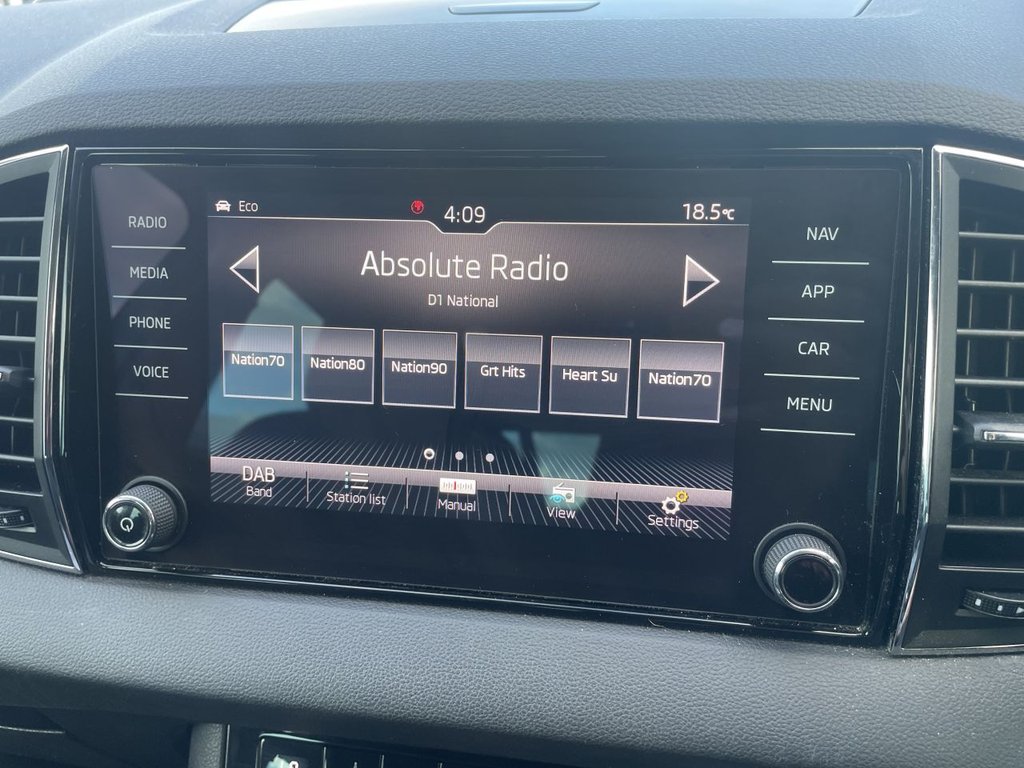 Eco 4:09 18.5°C
RADIO
MEDIA
PHONE
VOICE
Absolute Radio
D1 National
Nation70 Nation80 Nation90 Grt Hits Heart Su Nation70
DAB
Band
Station list
Manual
View
Settings
NAV
APP
CAR
MENU